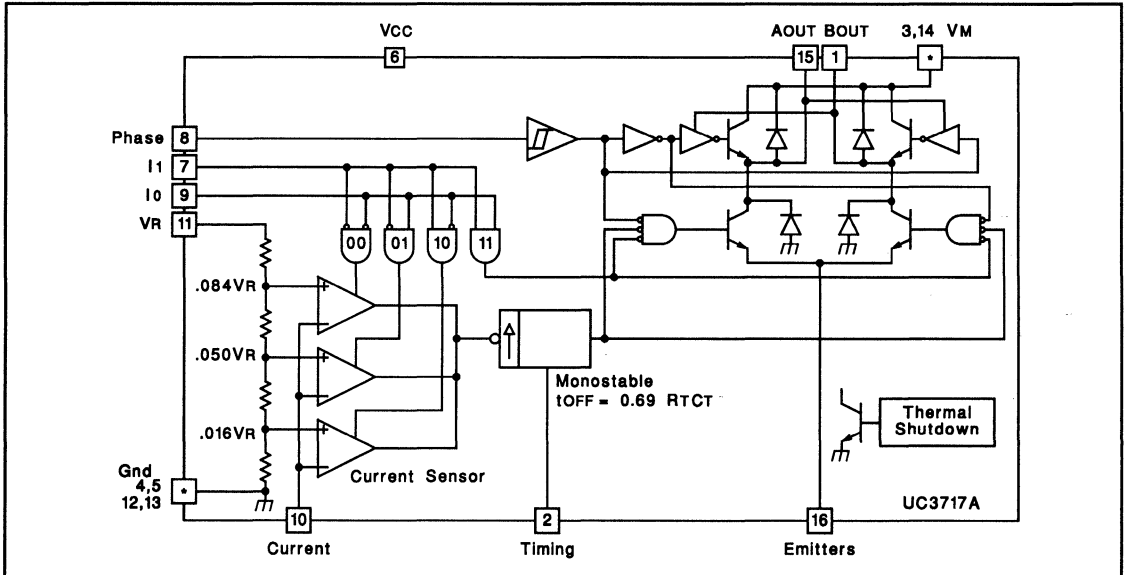 VCC
AOUT BOUT
3,14 VM
6
15
1
*
Phase 8
I1 7
I0 9
VR 11
00
01
10
11
.084VR
+
−
.050VR
+
−
.016VR
+
−
Monostable
tOFF = 0.69 RTCT
Thermal
Shutdown
Current Sensor
Gnd
4,5
12,13
*
UC3717A
10
2
16
Current
Timing
Emitters